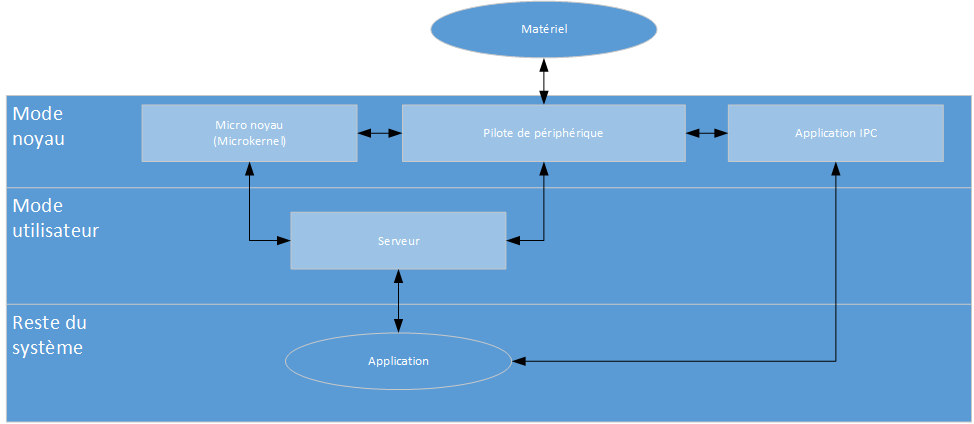 Matériel
Mode
noyau
Micro noyau
(Microkernel)
Pilote de périphérique
Application IPC
Mode
utilisateur
Serveur
Reste du
système
Application